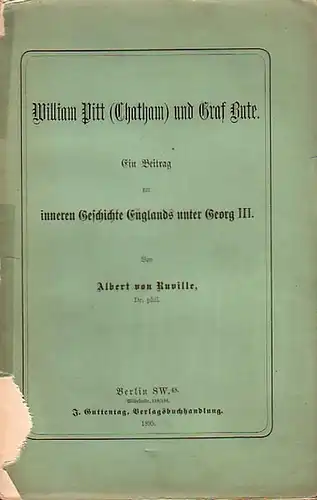 William Pitt (Chatham) und Graf Bute.
Ein Beitrag
zur
inneren Geschichte Englands unter Georg III.
Von
Albert von Ruville,
Dr. phil.
Berlin SW.48.
J. Guttentag, Verlagsbuchhandlung.
1895.